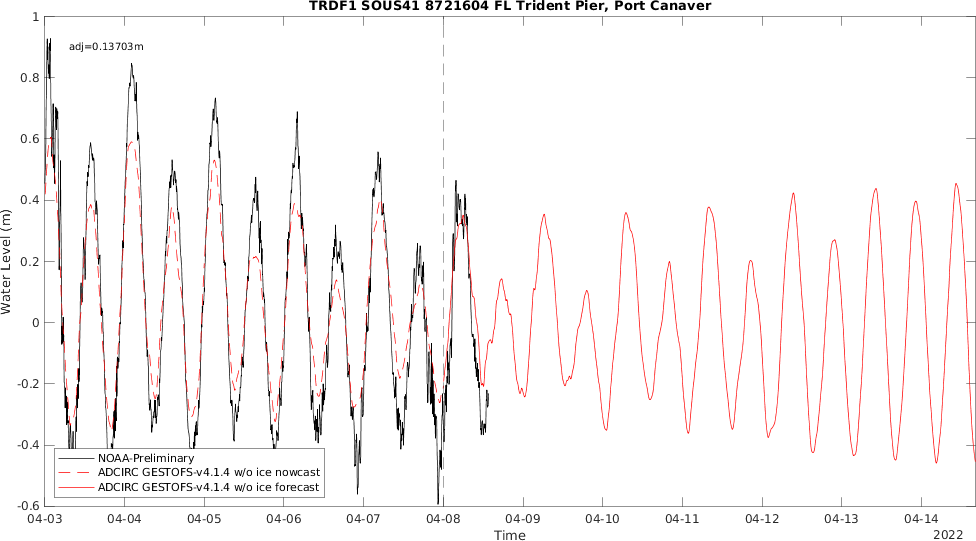 TRDF1 SOUS41 8721604 FL Trident Pier, Port Canaver
adj=0.13703m
Water Level (m)
1
0.8
0.6
0.4
0.2
0
-0.2
-0.4
-0.6
NOAA-Preliminary
ADCIRC GESTOFS-v4.1.4 w/o ice nowcast
ADCIRC GESTOFS-v4.1.4 w/o ice forecast
04-03 04-04 04-05 04-06 04-07 04-08 04-09 04-10 04-11 04-12 04-13 04-14
Time
2022